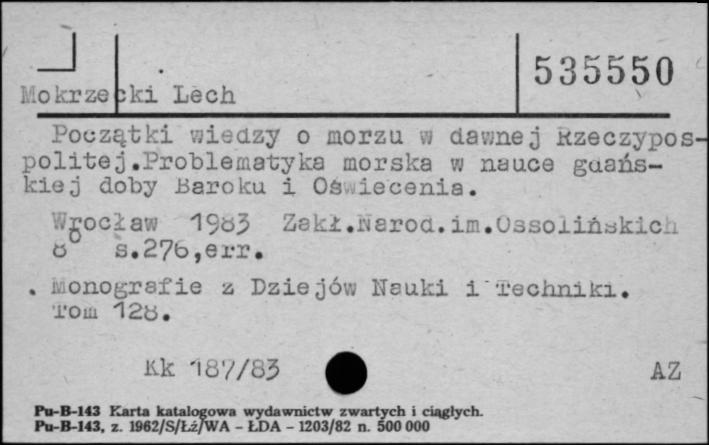 535550
Mokrzecki Lech
Początki wiedzy o morzu w dawnej Rzeczypos-
politej.Problematyka morska w nauce gdańs-
kiej doby Baroku i Oświecenia.
Wrocław 1983 Zakł.Narod.im.Ossolińskich
8⁰ s.276,err.
. Monografie z Dziejów Nauki i Techniki.
Tom 128.
Kk 187/83 AZ
Pu-B-143 Karta katalogowa wydawnictw zwartych i ciągłych.
Pu-B-143, z. 1962/S/Łź/WA - ŁDA - 1203/82 n. 500 000